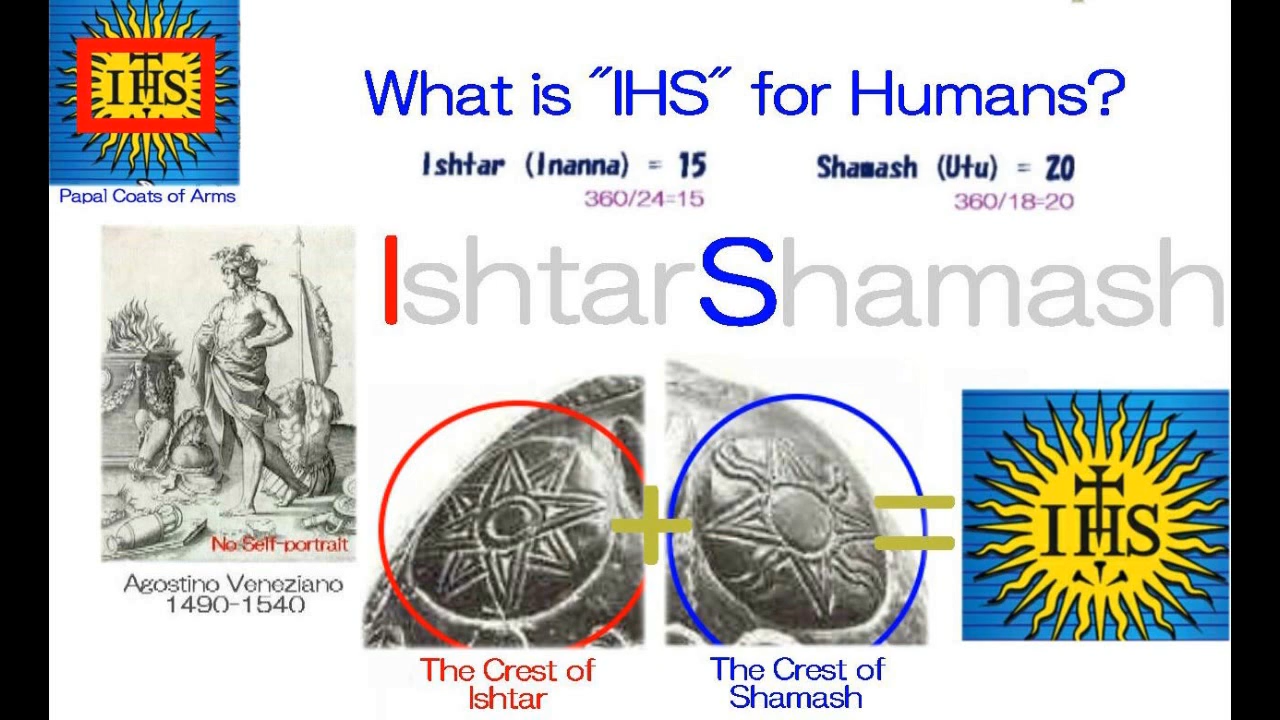 IHS
Papal Coats of Arms
What is "IHS" for Humans?
Ishtar (Inanna) = 15
360/24=15
Shamash (Utu) = 20
360/18=20
IshtarShamash
No Self-portrait
Agostino Veneziano
1490-1540
+
=
IHS
The Crest of
Ishtar
The Crest of
Shamash